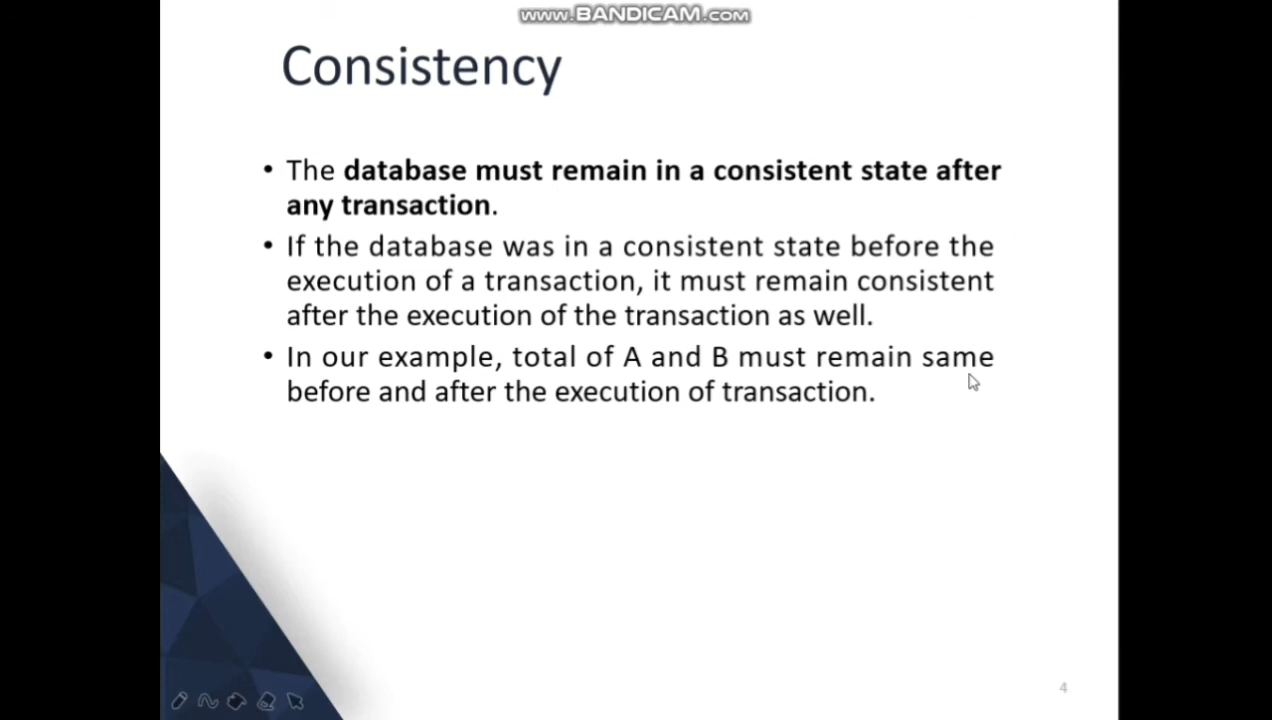 www.BANDICAM.com
Consistency
• The database must remain in a consistent state after
any transaction.
• If the database was in a consistent state before the
execution of a transaction, it must remain consistent
after the execution of the transaction as well.
• In our example, total of A and B must remain same
before and after the execution of transaction.
4